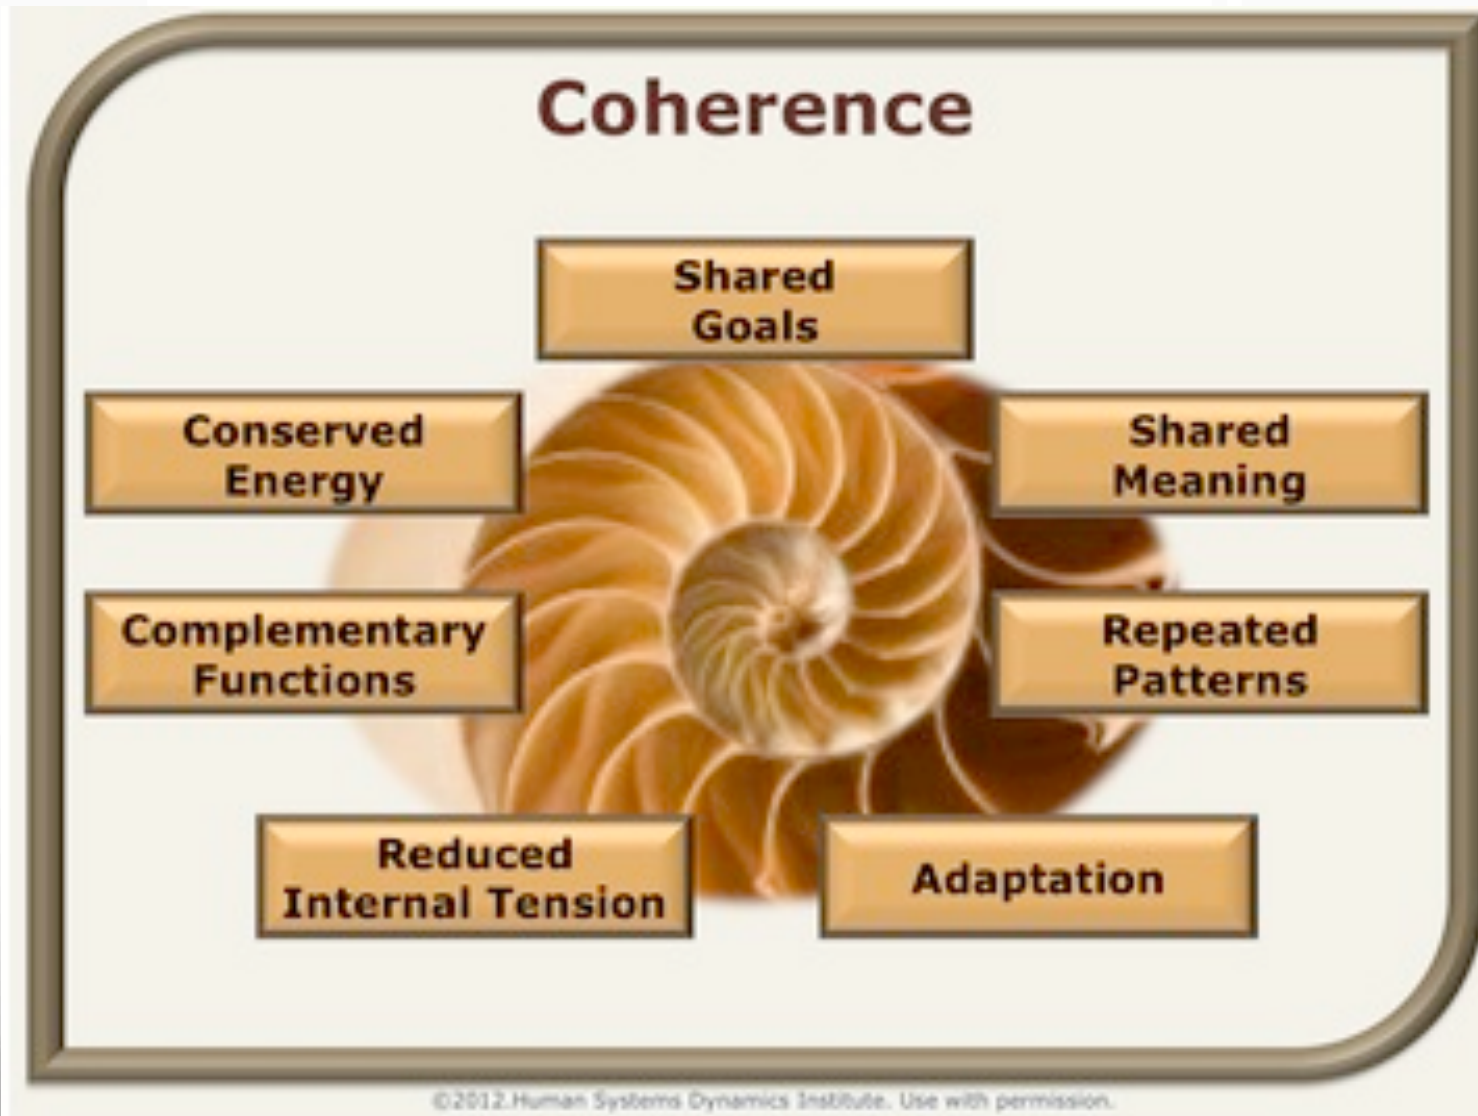 Coherence
Shared
Goals
Conserved
Energy
Shared
Meaning
Complementary
Functions
Repeated
Patterns
Reduced
Internal Tension
Adaptation
©2012.Human Systems Dynamics Institute. Use with permission.